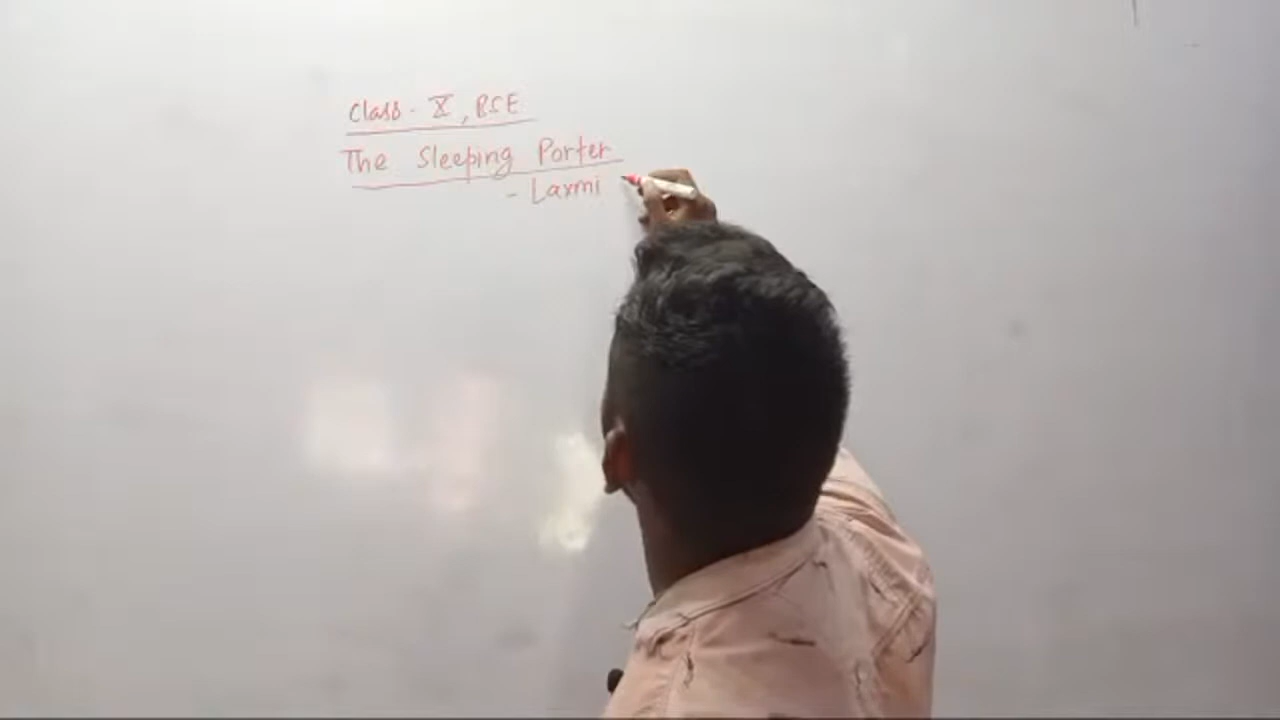 Class - X, BSE
The Sleeping Porter
- Laxmi